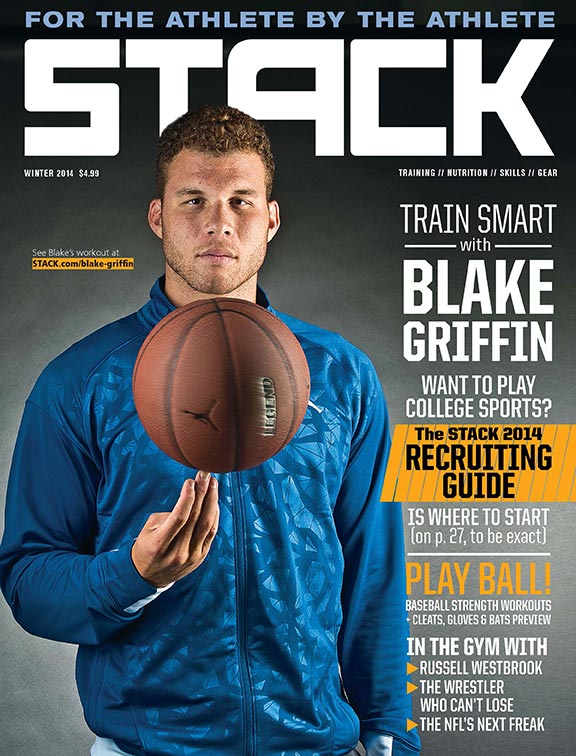 FOR THE ATHLETE BY THE ATHLETE
STACK
WINTER 2014 $4.99
TRAINING // NUTRITION // SKILLS // GEAR
See Blake's workout at
STACK.com/blake-griffin
TRAIN SMART
with
BLAKE
GRIFFIN
WANT TO PLAY
COLLEGE SPORTS?
The STACK 2014
RECRUITING
GUIDE
IS WHERE TO START
(on p. 27, to be exact)
PLAY BALL!
BASEBALL STRENGTH WORKOUTS
+ CLEATS, GLOVES & BATS PREVIEW
IN THE GYM WITH
RUSSELL WESTBROOK
THE WRESTLER
WHO CAN'T LOSE
THE NFL'S NEXT FREAK
LEGEND